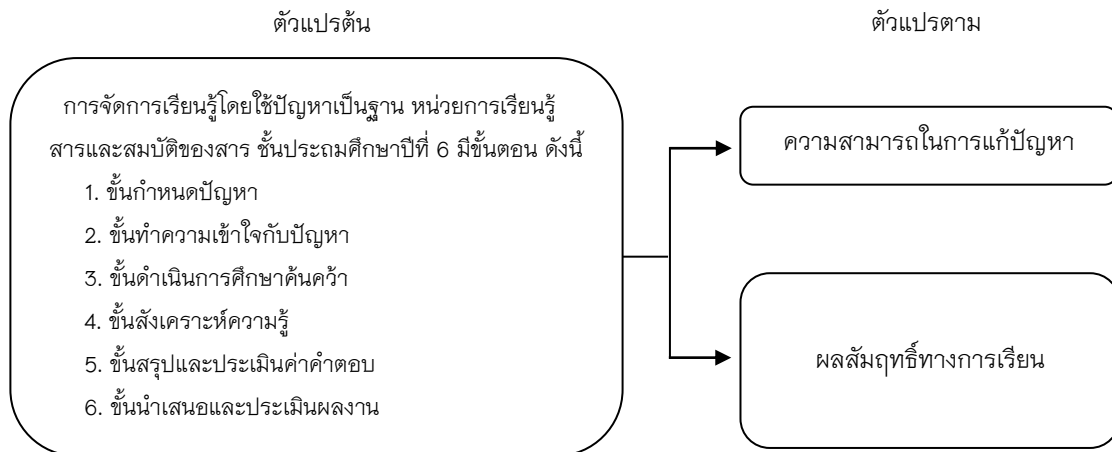 ตัวแปรต้น
ตัวแปรตาม
การจัดการเรียนรู้โดยใช้ปัญหาเป็นฐาน หน่วยการเรียนรู้
สารและสมบัติของสาร ชั้นประถมศึกษาปีที่ 6 มีขั้นตอน ดังนี้
1. ขั้นกำหนดปัญหา
2. ขั้นทำความเข้าใจกับปัญหา
3. ขั้นดำเนินการศึกษาค้นคว้า
4. ขั้นสังเคราะห์ความรู้
5. ขั้นสรุปและประเมินค่าคำตอบ
6. ขั้นนำเสนอและประเมินผลงาน
ความสามารถในการแก้ปัญหา
ผลสัมฤทธิ์ทางการเรียน